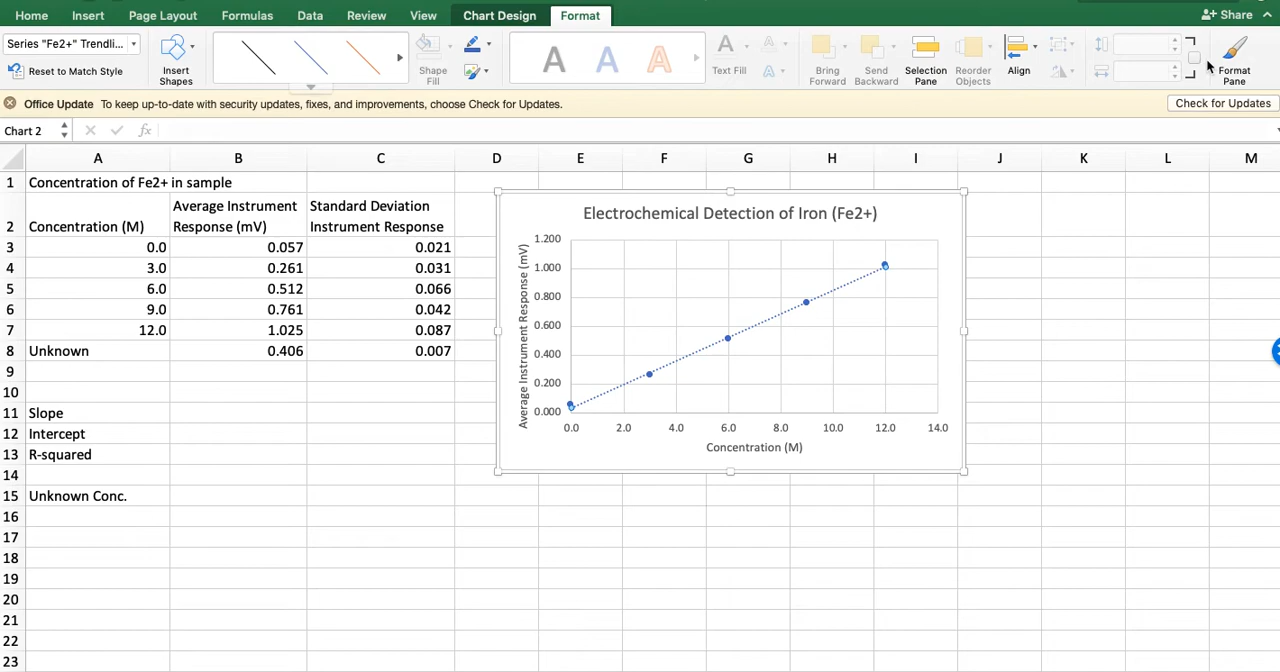 Home Insert Page Layout Formulas Data Review View Chart Design Format Share
Series "Fe2+" Trendli...
Reset to Match Style
Insert Shapes
A A A
Shape Fill
Text Fill
Bring Forward
Send Backward
Selection Pane
Reorder Objects
Align
Format Pane
Office Update To keep up-to-date with security updates, fixes, and improvements, choose Check for Updates. Check for Updates
Chart 2 fx
A B C D E F G H I J K L M
1 Concentration of Fe2+ in sample
2 Concentration (M) Average Instrument Response (mV) Standard Deviation Instrument Response
3 0.0 0.057 0.021
4 3.0 0.261 0.031
5 6.0 0.512 0.066
6 9.0 0.761 0.042
7 12.0 1.025 0.087
8 Unknown 0.406 0.007
9
10
11 Slope
12 Intercept
13 R-squared
14
15 Unknown Conc.
16
17
18
19
20
21
22
23
Electrochemical Detection of Iron (Fe2+)
Average Instrument Response (mV)
1.200
1.000
0.800
0.600
0.400
0.200
0.000
0.0 2.0 4.0 6.0 8.0 10.0 12.0 14.0
Concentration (M)